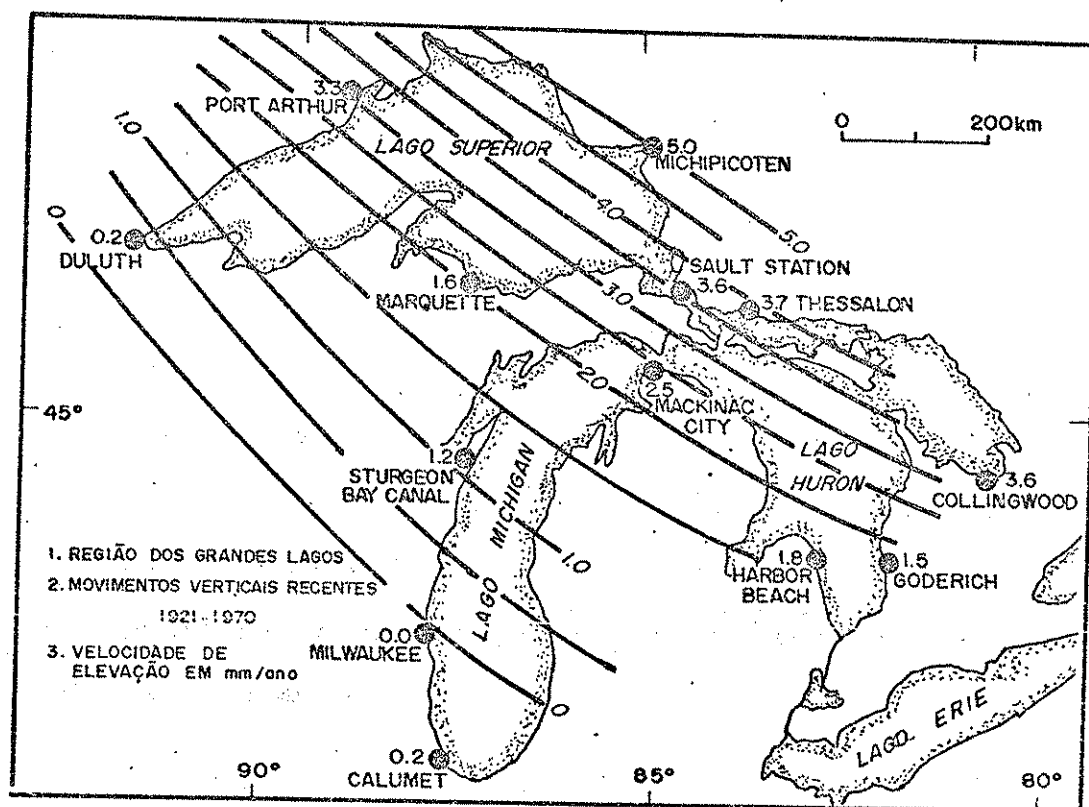 3.3
PORT ARTHUR
1.0
LAGO SUPERIOR
0 200km
5.0
MICHIPICOTEN
0
0.2
DULUTH
4.0
5.0
SAULT STATION
1.6
MARQUETTE
3.0
3.6
3.7 THESSALON
2.0
2.5
MACKINAC
CITY
45°
LAGO
HURON
1.2
STURGEON
BAY CANAL
LAGO MICHIGAN
3.6
COLLINGWOOD
1.0
1. REGIÃO DOS GRANDES LAGOS
2. MOVIMENTOS VERTICAIS RECENTES
1921-1970
3. VELOCIDADE DE
ELEVAÇÃO EM mm/ano
1.8
HARBOR
BEACH
1.5
GODERICH
0.0
MILWAUKEE
0
0.2
CALUMET
LAGO ERIE
90°
85°
80°